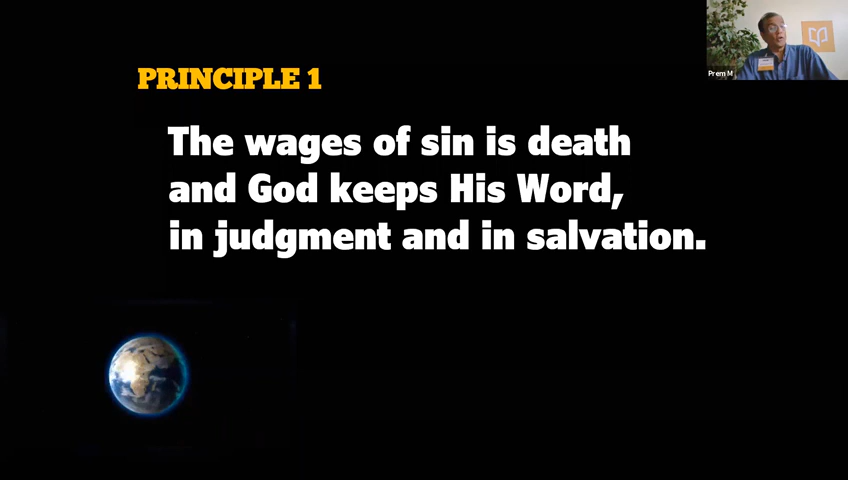 PRINCIPLE 1
The wages of sin is death
and God keeps His Word,
in judgment and in salvation.
Prem M